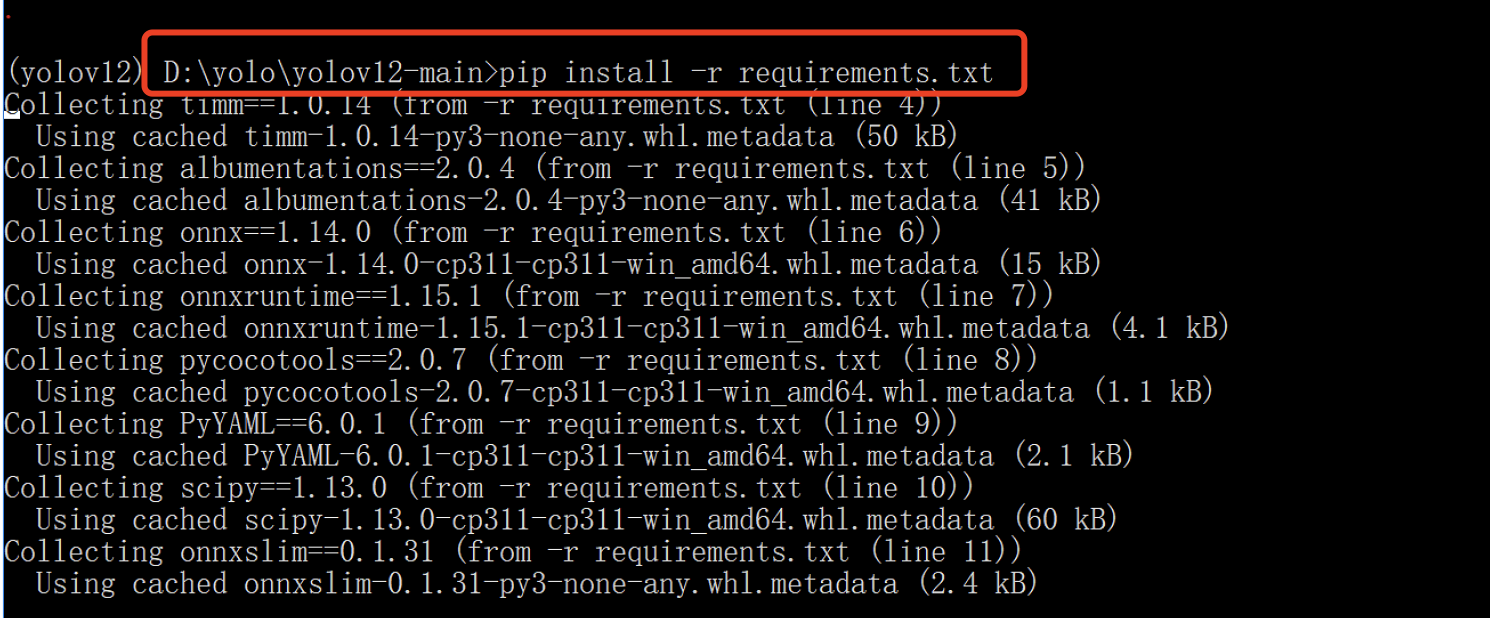 (yolov12) D:\yolo\yolov12-main>pip install -r requirements.txt
Collecting timm==1.0.14 (from -r requirements.txt (line 4))
  Using cached timm-1.0.14-py3-none-any.whl.metadata (50 kB)
Collecting albumentations==2.0.4 (from -r requirements.txt (line 5))
  Using cached albumentations-2.0.4-py3-none-any.whl.metadata (41 kB)
Collecting onnx==1.14.0 (from -r requirements.txt (line 6))
  Using cached onnx-1.14.0-cp311-cp311-win_amd64.whl.metadata (15 kB)
Collecting onnxruntime==1.15.1 (from -r requirements.txt (line 7))
  Using cached onnxruntime-1.15.1-cp311-cp311-win_amd64.whl.metadata (4.1 kB)
Collecting pycocotools==2.0.7 (from -r requirements.txt (line 8))
  Using cached pycocotools-2.0.7-cp311-cp311-win_amd64.whl.metadata (1.1 kB)
Collecting PyYAML==6.0.1 (from -r requirements.txt (line 9))
  Using cached PyYAML-6.0.1-cp311-cp311-win_amd64.whl.metadata (2.1 kB)
Collecting scipy==1.13.0 (from -r requirements.txt (line 10))
  Using cached scipy-1.13.0-cp311-cp311-win_amd64.whl.metadata (60 kB)
Collecting onnxslim==0.1.31 (from -r requirements.txt (line 11))
  Using cached onnxslim-0.1.31-py3-none-any.whl.metadata (2.4 kB)